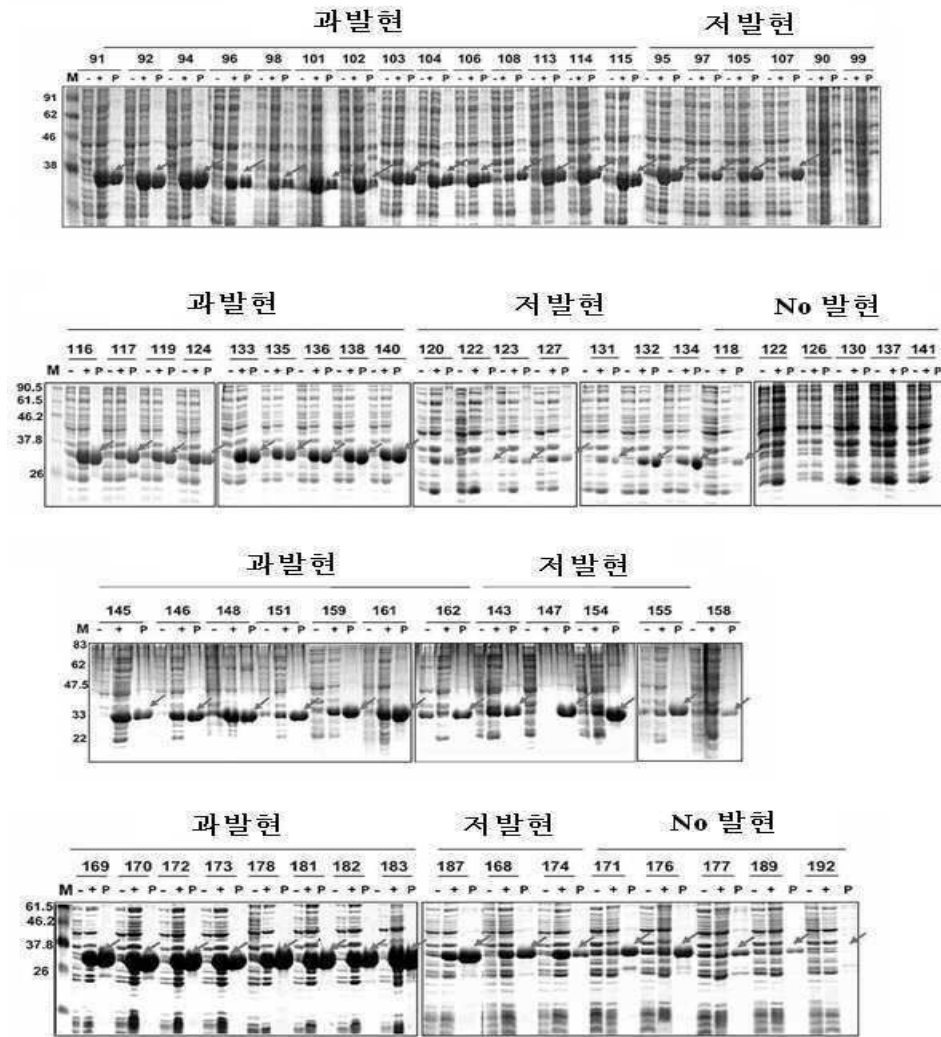 과발현 저발현
91 92 94 96 98 101 102 103 104 106 108 113 114 115 95 97 105 107 90 99
M - + P - + P - + P - + P - + P - + P - + P - + P - + P - + P - + P - + P - + P - + P - + P - + P - + P - + P - + P - + P
91
62
46
38
과발현 저발현 No 발현
116 117 119 124 133 135 136 138 140 120 122 123 127 131 132 134 118 122 126 130 137 141
M - + P - + P - + P - + P - + P - + P - + P - + P - + P - + P - + P - + P - + P - + P - + P - + P - + P - + P - + P - + P - + P - + P
90.5
61.5
46.2
37.8
26
과발현 저발현
145 146 148 151 159 161 162 143 147 154 155 158
M - + P - + P - + P - + P - + P - + P - + P - + P - + P - + P - + P - + P
83
62
47.5
33
22
과발현 저발현 No 발현
169 170 172 173 178 181 182 183 187 168 174 171 176 177 189 192
M - + P - + P - + P - + P - + P - + P - + P - + P - + P - + P - + P - + P - + P - + P - + P - + P
61.5
46.2
37.8
26